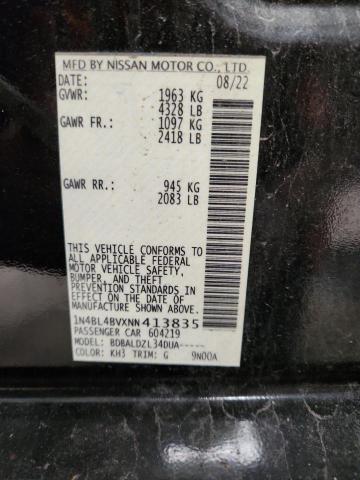 MFD BY NISSAN MOTOR CO., LTD.
DATE: 08/22
GVWR: 1963 KG
4328 LB
GAWR FR.: 1097 KG
2418 LB
GAWR RR.: 945 KG
2083 LB
THIS VEHICLE CONFORMS TO
ALL APPLICABLE FEDERAL
MOTOR VEHICLE SAFETY,
BUMPER, AND THEFT
PREVENTION STANDARDS
IN EFFECT ON THE DATE OF
MANUFACTURE SHOWN ABOVE.
1N4BL4BVXNN413835
PASSENGER CAR 604219
MODEL: BDBALDZL34DUA-----
COLOR: KH3 TRIM: G 9N00A